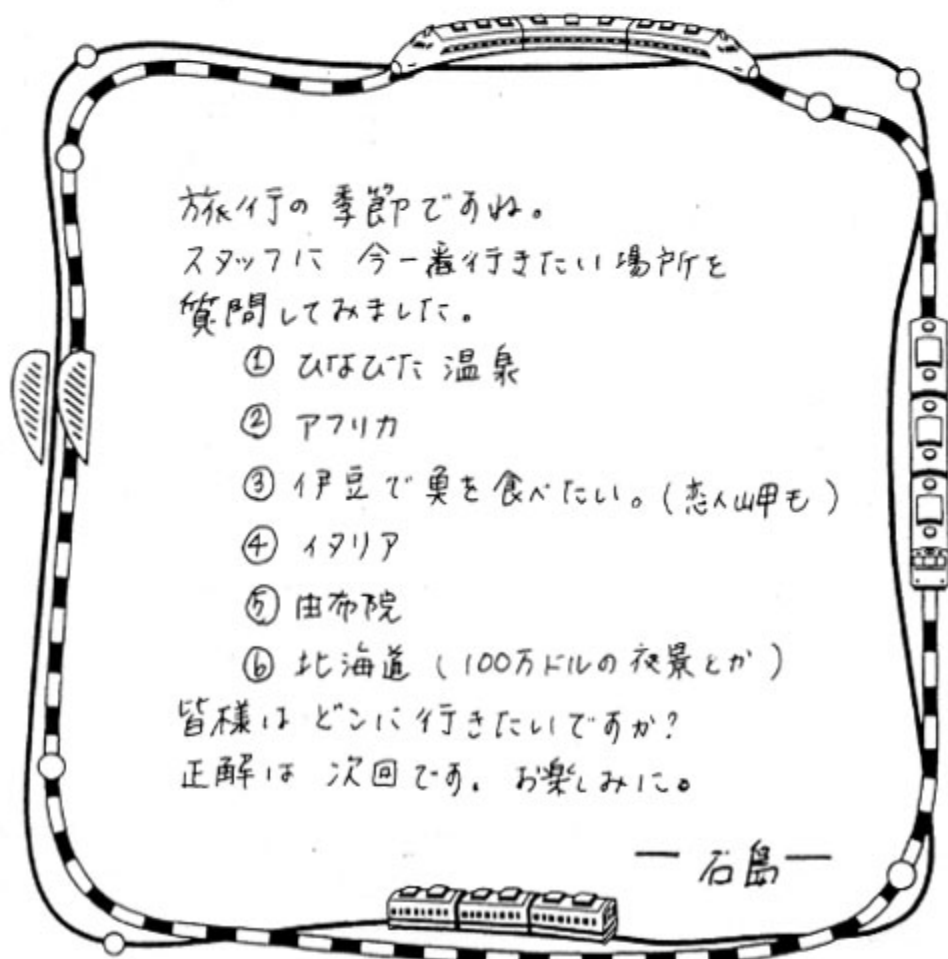 旅行の季節ですね。
スタッフに 今一番行きたい場所を
質問してみました。
① ひなびた 温泉
② アフリカ
③ 伊豆で魚を食べたい。(恋人岬も)
④ イタリア
⑤ 由布院
⑥ 北海道 (100万ドルの夜景とか)
皆様は どこに行きたいですか?
正解は 次回です。お楽しみに。
— 石島 —